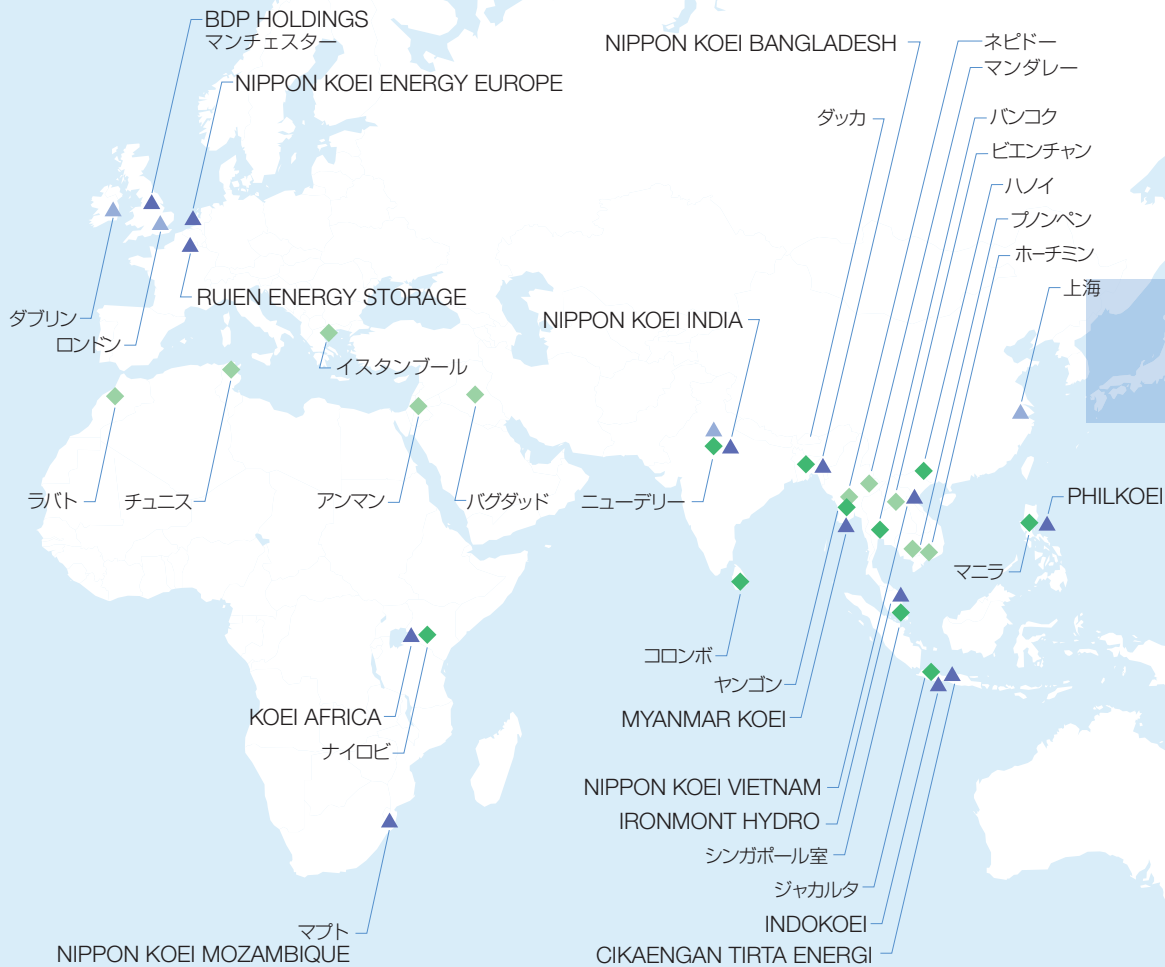 BDP HOLDINGS
マンチェスター
NIPPON KOEI ENERGY EUROPE
NIPPON KOEI BANGLADESH
ネピドー
マンダレー
ダッカ
バンコク
ビエンチャン
ハノイ
プノンペン
ホーチミン
上海
RUIEN ENERGY STORAGE
ダブリン
ロンドン
イスタンブール
NIPPON KOEI INDIA
ラバト
チュニス
アンマン
バグダッド
ニューデリー
PHILKOEI
マニラ
コロンボ
ヤンゴン
MYANMAR KOEI
KOEI AFRICA
ナイロビ
NIPPON KOEI VIETNAM
IRONMONT HYDRO
シンガポール室
ジャカルタ
INDOKOEI
CIKAENGAN TIRTA ENERGI
マプト
NIPPON KOEI MOZAMBIQUE